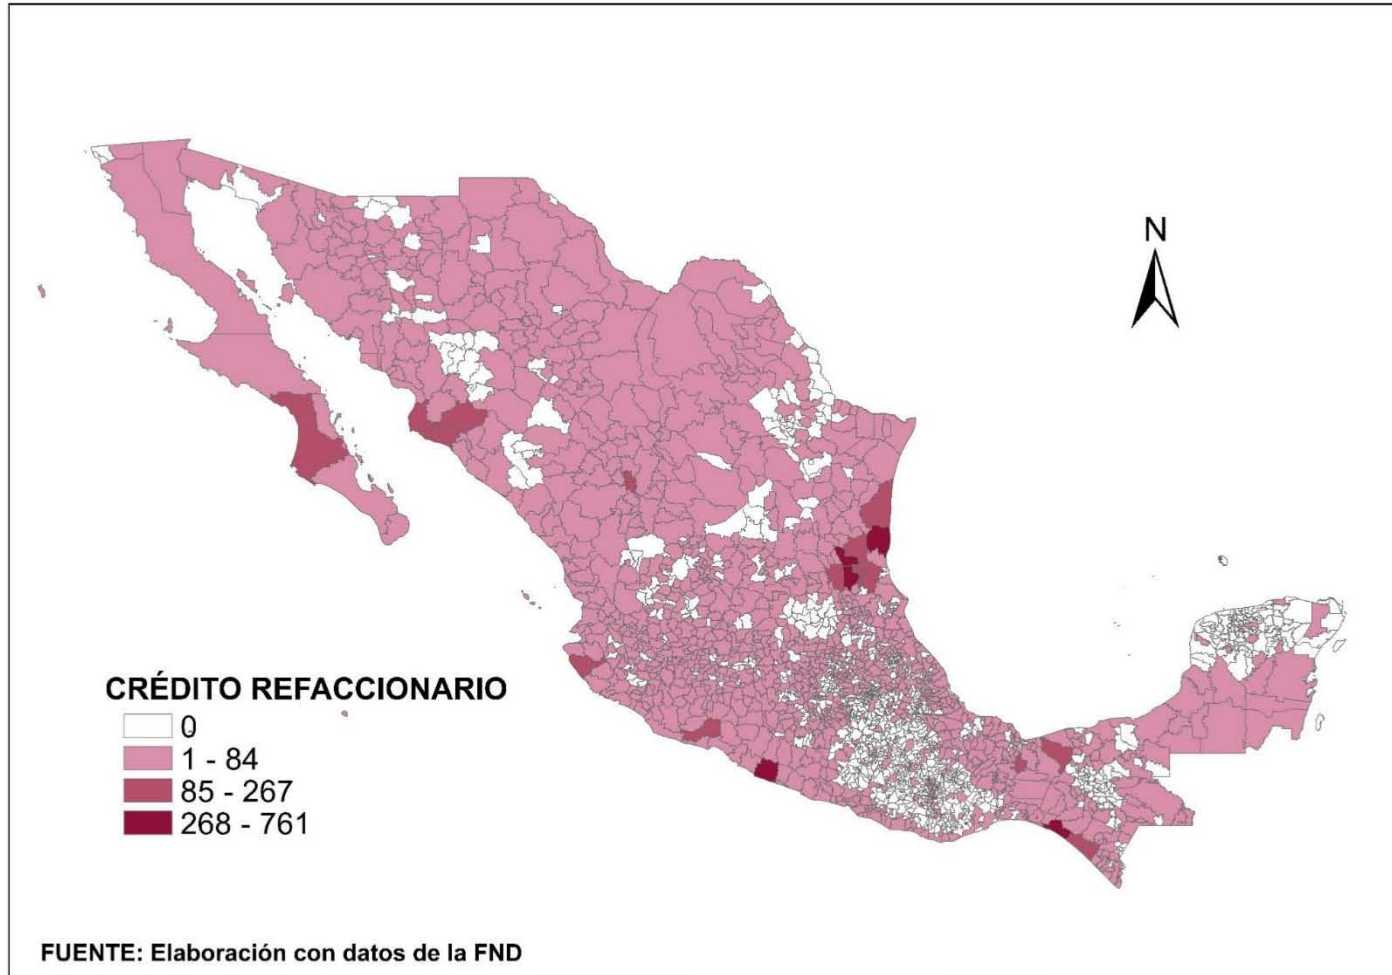 N
CRÉDITO REFACCIONARIO
0
1 - 84
85 - 267
268 - 761
FUENTE: Elaboración con datos de la FND